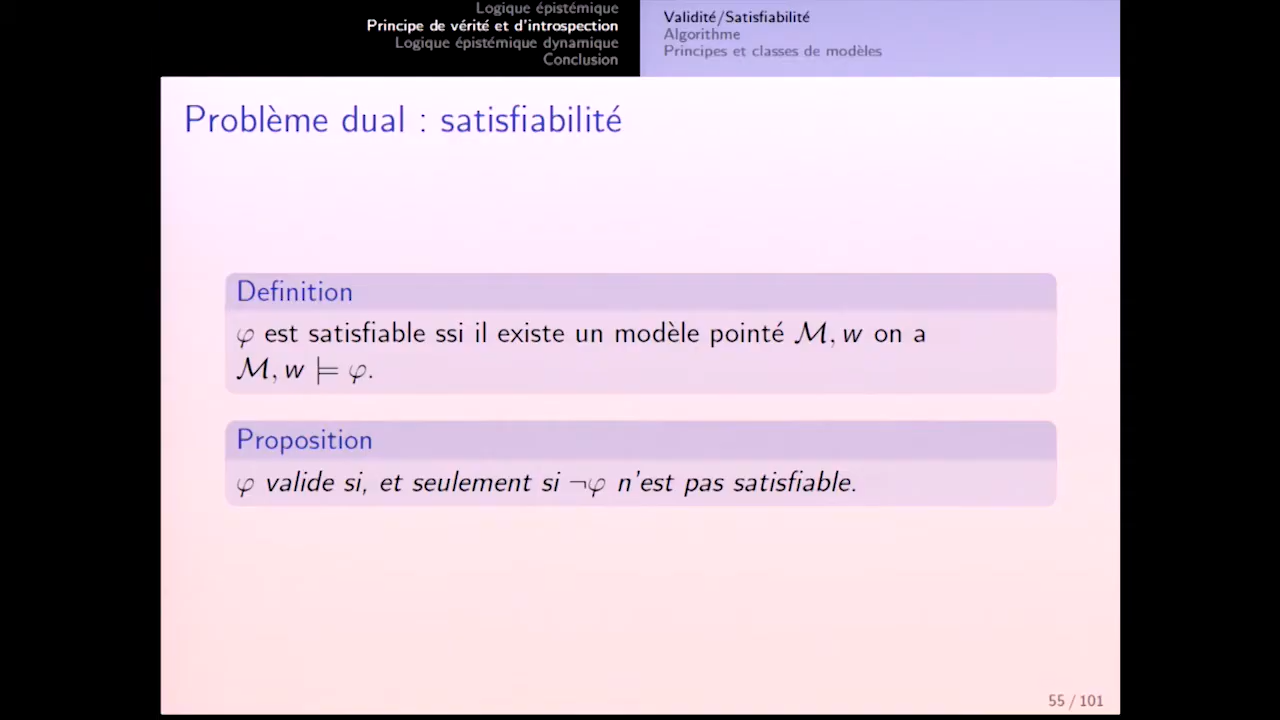 Logique épistémique
Principe de vérité et d'introspection
Logique épistémique dynamique
Conclusion
Validité/Satisfiabilité
Algorithme
Principes et classes de modèles
Problème dual : satisfiabilité
Definition
φ est satisfiable ssi il existe un modèle pointé ℳ, w on a
ℳ, w ⊨ φ.
Proposition
φ valide si, et seulement si ¬φ n'est pas satisfiable.
55 / 101